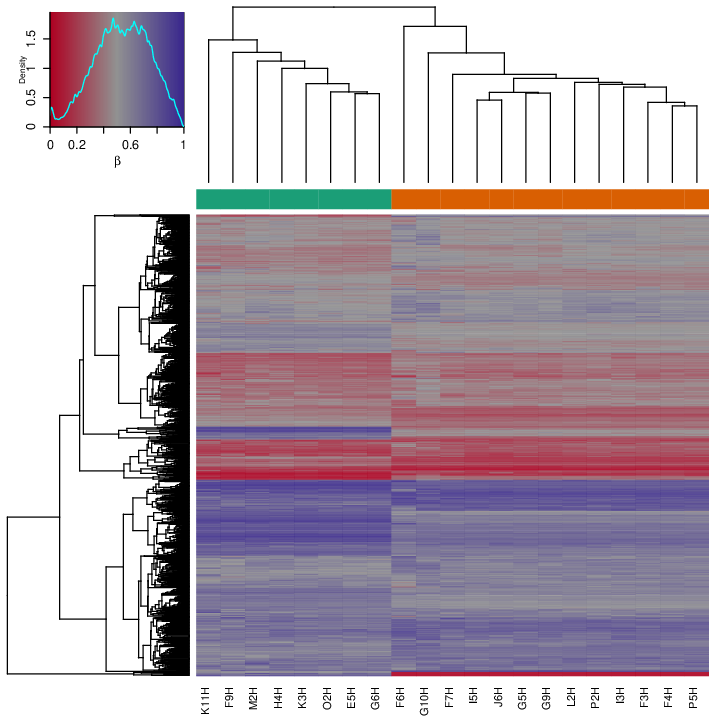 Density
0
0.5
1
1.5
0
0.2
0.6
1
β
K11H
F9H
M2H
H4H
K3H
O2H
E5H
G6H
F6H
G10H
F7H
I5H
J6H
G5H
G9H
L2H
P2H
I3H
F3H
F4H
P5H